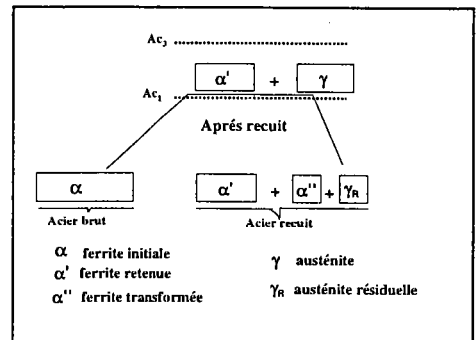 Ac3
α' + γ
Ac1
Aprés recuit
α
α' + α'' + γR
Acier brut
Acier recuit
α ferrite initiale
α' ferrite retenue
α'' ferrite transformée
γ austénite
γR austénite résiduelle